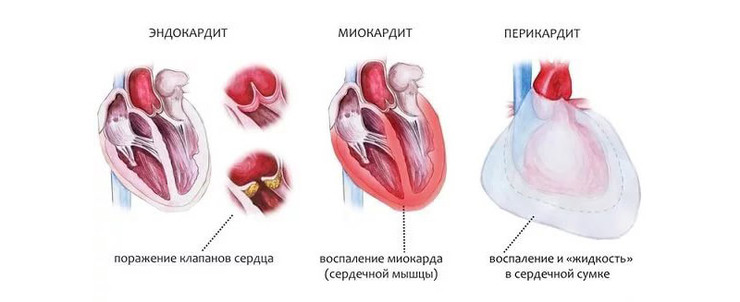 ЭНДОКАРДИТ
МИОКАРДИТ
ПЕРИКАРДИТ
поражение клапанов сердца
воспаление миокарда
(сердечной мышцы)
воспаление и «жидкость»
в сердечной сумке